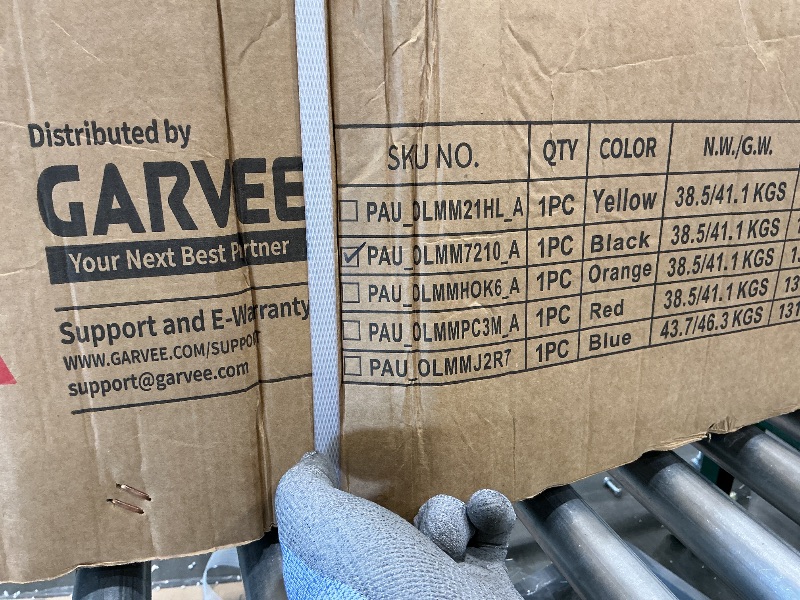 Distributed by
GARVEE
Your Next Best Partner
Support and E-Warranty
WWW.GARVEE.COM/SUPPORT
support@garvee.com
SKU NO. QTY COLOR N.W./G.W.
PAU_OLMM21HL_A 1PC Yellow 38.5/41.1 KGS
PAU_OLMM7210_A 1PC Black 38.5/41.1 KGS
PAU_OLMMHOK6_A 1PC Orange 38.5/41.1 KGS
PAU_OLMMPC3M_A 1PC Red 38.5/41.1 KGS
PAU_OLMMJ2R7 1PC Blue 43.7/46.3 KGS